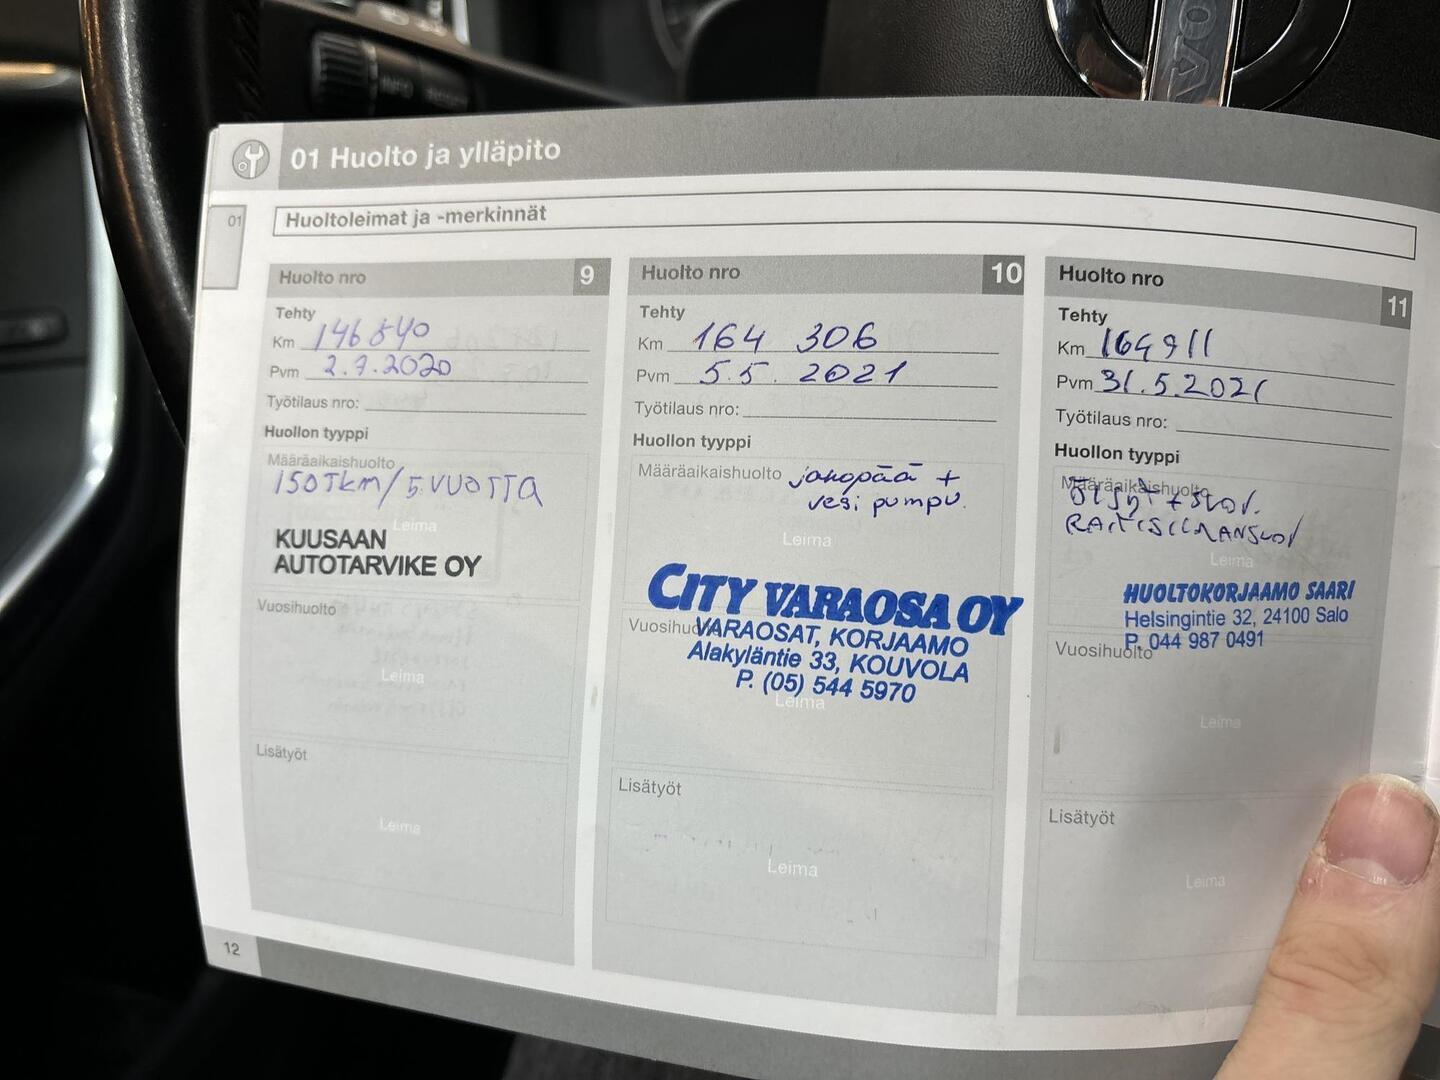 VOLVO
01 Huolto ja ylläpito
01
Huoltoleimat ja -merkinnät
Huolto nro 9
Tehty
Km 146840
Pvm 2.9.2020
Työtilaus nro:
Huollon tyyppi
Määräaikaishuolto
150Tkm/5 VUOTTA
Leima
KUUSAAN
AUTOTARVIKE OY
Vuosihuolto
Leima
Lisätyöt
Leima
12
Huolto nro 10
Tehty
Km 164 306
Pvm 5.5. 2021
Työtilaus nro:
Huollon tyyppi
Määräaikaishuolto jakopää +
vesi pumpu.
Leima
CITY VARAOSA OY
Vuosihuolto
VARAOSAT, KORJAAMO
Alakyläntie 33, KOUVOLA
P. (05) 544 5970
Leima
Lisätyöt
Leima
Huolto nro 11
Tehty
Km 164911
Pvm 31.5.2021
Työtilaus nro:
Huollon tyyppi
Määräaikaishuolto
Leima
HUOLTOKORJAAMO SAARI
Helsingintie 32, 24100 Salo
P. 044 987 0491
Vuosihuolto
Leima
Lisätyöt
Leima